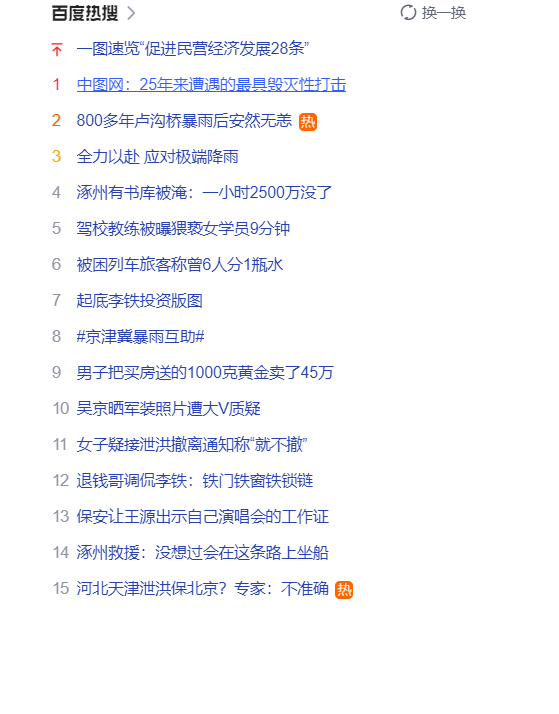 百度热搜 换一换
一图速览“促进民营经济发展28条”
1 中图网：25年来遭遇的最具毁灭性打击
2 800多年卢沟桥暴雨后安然无恙 热
3 全力以赴 应对极端降雨
4 涿州有书库被淹：一小时2500万没了
5 驾校教练被曝猥亵女学员9分钟
6 被困列车旅客称曾6人分1瓶水
7 起底李铁投资版图
8 #京津冀暴雨互助#
9 男子把买房送的1000克黄金卖了45万
10 吴京晒军装照片遭大V质疑
11 女子疑接泄洪撤离通知称“就不撤”
12 退钱哥调侃李铁：铁门铁窗铁锁链
13 保安让王源出示自己演唱会的工作证
14 涿州救援：没想过会在这条路上坐船
15 河北天津泄洪保北京？专家：不准确 热